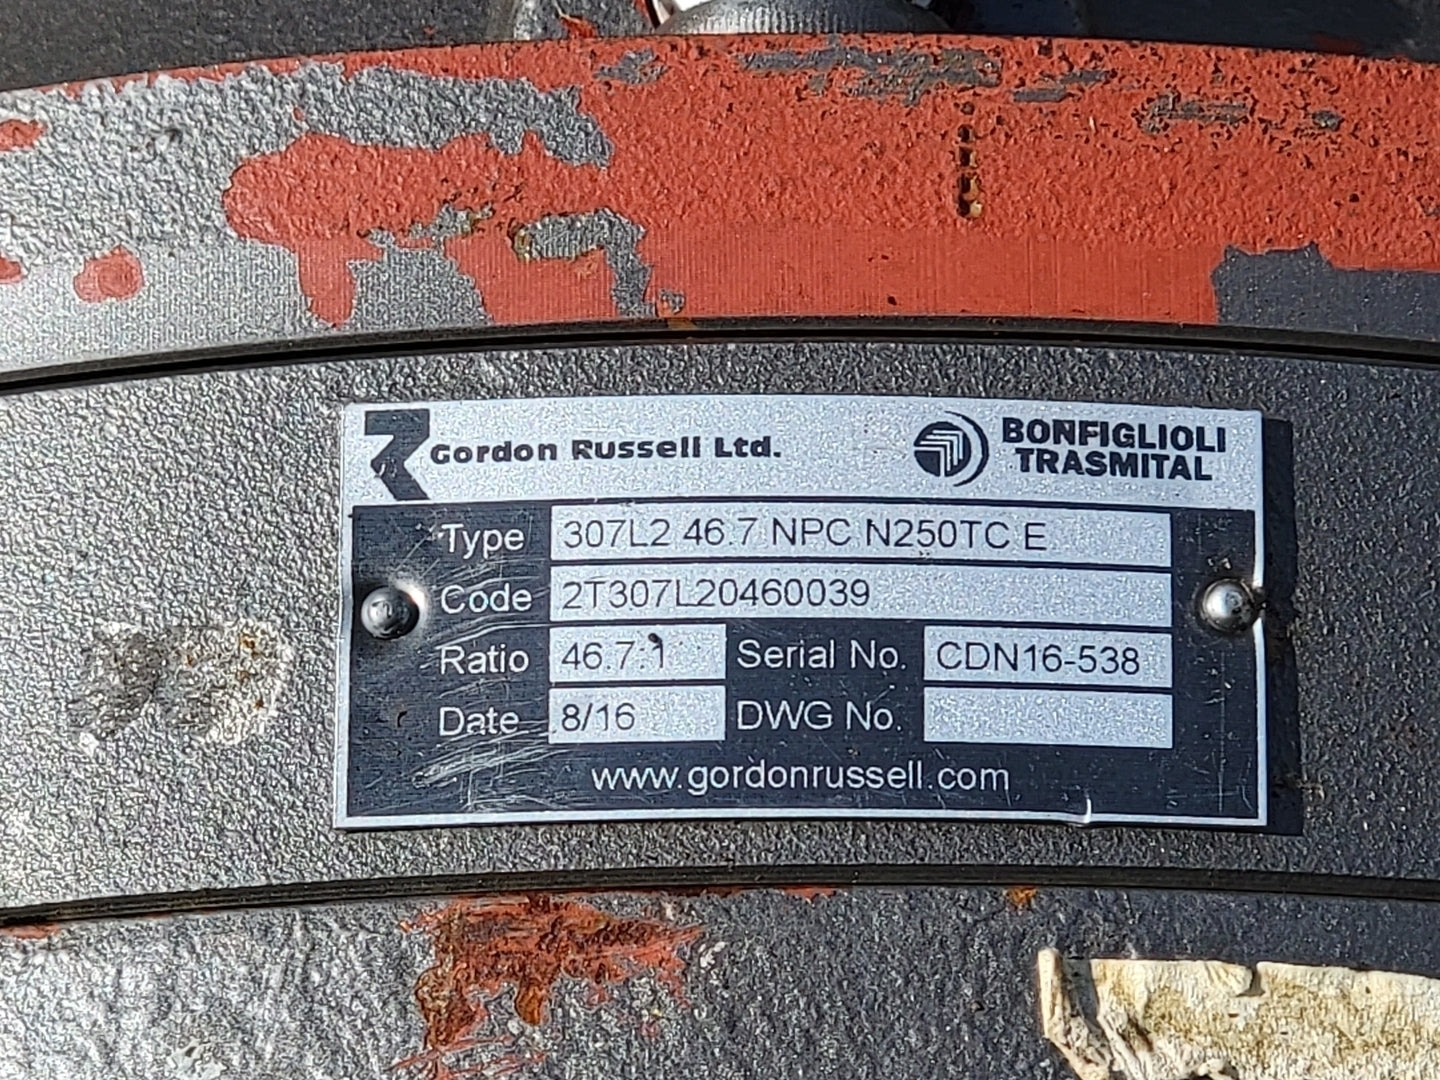 Gordon Russell Ltd.
BONFIGLIOLI
TRASMITAL
Type 307L2 46.7 NPC N250TC E
Code 2T307L20460039
Ratio 46.7:1 Serial No. CDN16-538
Date 8/16 DWG No.
www.gordonrussell.com